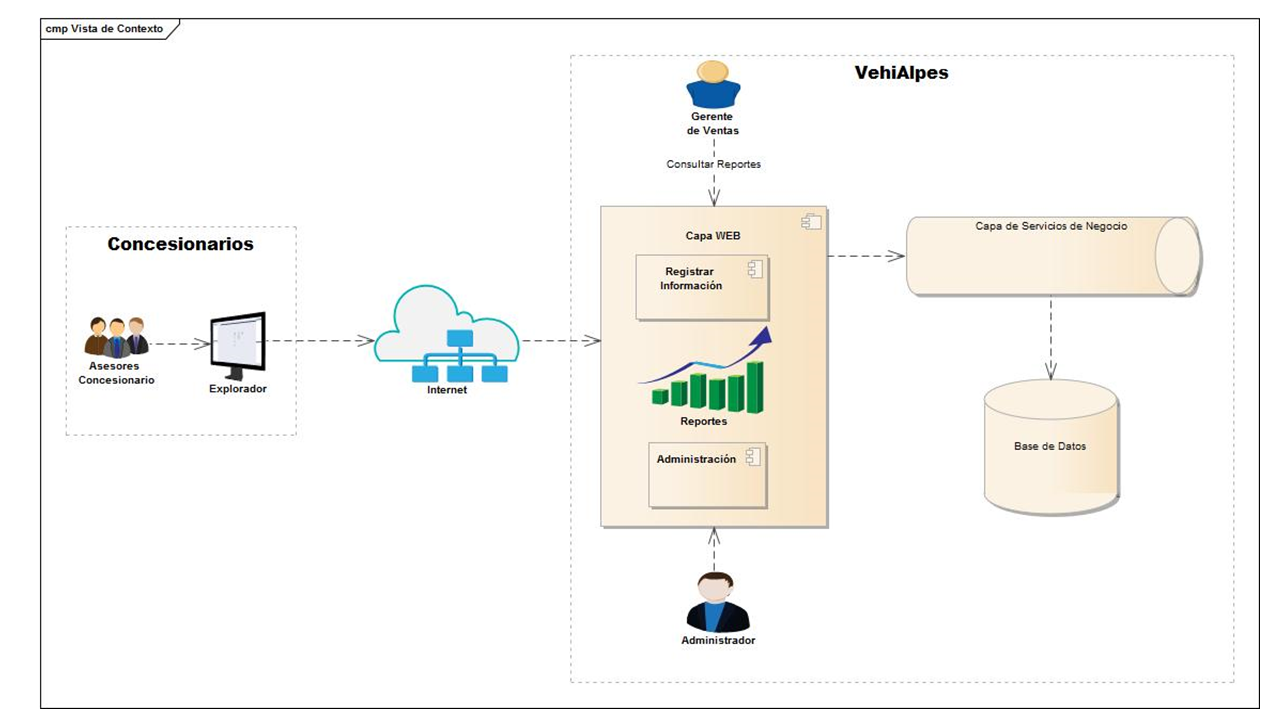 cmp Vista de Contexto
VehiAlpes
Gerente
de Ventas
Consultar Reportes
Concesionarios
Asesores
Concesionario
Explorador
Internet
Capa WEB
Registrar
Información
Reportes
Administración
Administrador
Capa de Servicios de Negocio
Base de Datos